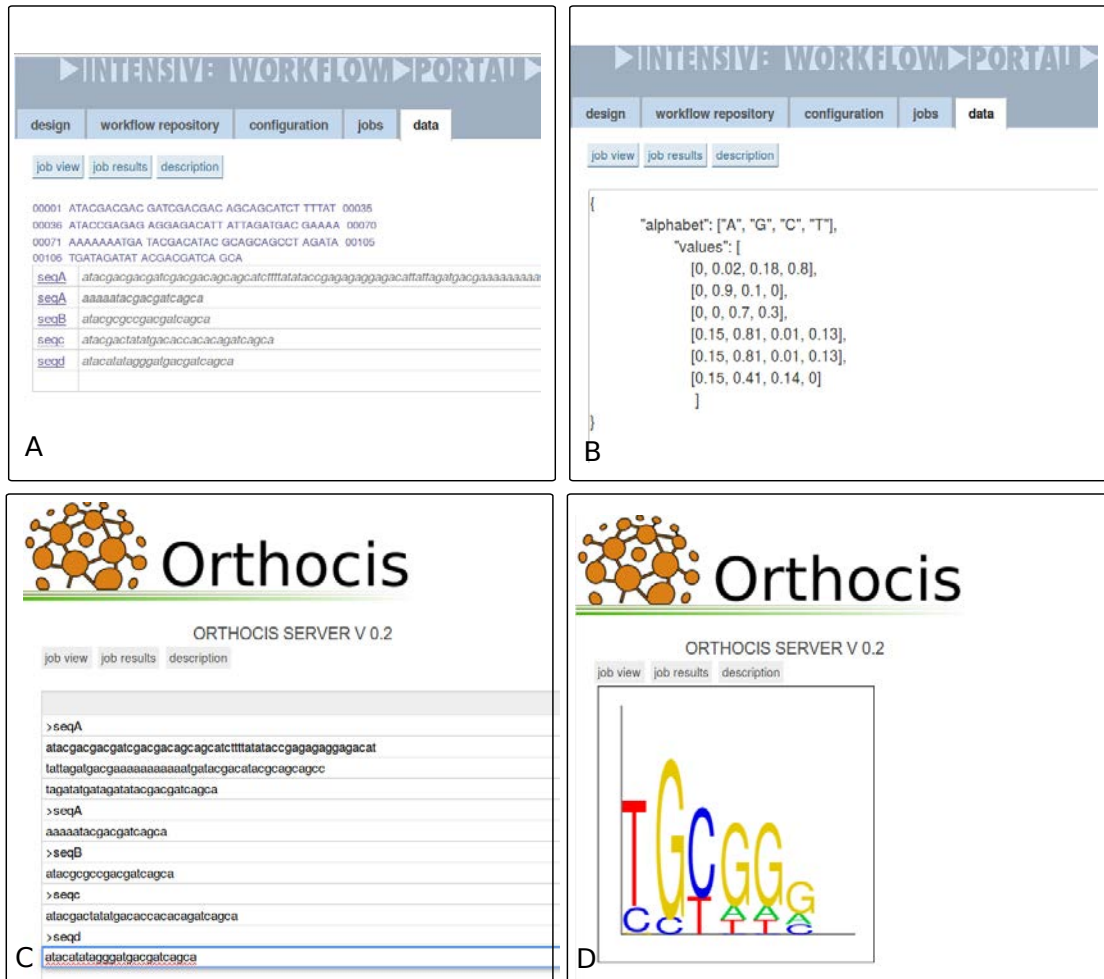 INTENSIVE WORKFLOW PORTAL
design workflow repository configuration jobs data
job view job results description
00001 ATACGACGAC GATCGACGAC AGCAGCATCT TTTAT 00035
00036 ATACCGAGAG AGGAGACATT ATTAGATGAC GAAAA 00070
00071 AAAAAAATGA TACGACATAC GCAGCAGCCT AGATA 00105
00106 TGATAGATAT ACGACGATCA GCA
seqA
seqA aaaaatacgacgatcagca
seqB atacgcgccgacgatcagca
seqc atacgactatatgacaccacacagatcagca
seqd atacatatagggatgacgatcagca
A
INTENSIVE WORKFLOW PORTAL
design workflow repository configuration jobs data
job view job results description
{
"alphabet": ["A", "G", "C", "T"],
"values": [
[0, 0.02, 0.18, 0.8],
[0, 0.9, 0.1, 0],
[0, 0, 0.7, 0.3],
[0.15, 0.81, 0.01, 0.13],
[0.15, 0.81, 0.01, 0.13],
[0.15, 0.41, 0.14, 0]
]
}
B
Orthocis
ORTHOCIS SERVER V 0.2
job view job results description
>seqA
atacgacgacgatcgacgacagcagcatcttttatataccgagagaggagacat
tattagatgacgaaaaaaaaaaaatgatacgacatacgcagcagcc
tagatatgatagatatacgacgatcagca
>seqA
aaaaatacgacgatcagca
>seqB
atacgcgccgacgatcagca
>seqc
atacgactatatgacaccacacagatcagca
>seqd
atacatatagggatgacgatcagca
C
Orthocis
ORTHOCIS SERVER V 0.2
job view job results description
T G C G G G
C C T A A A
T T C
D